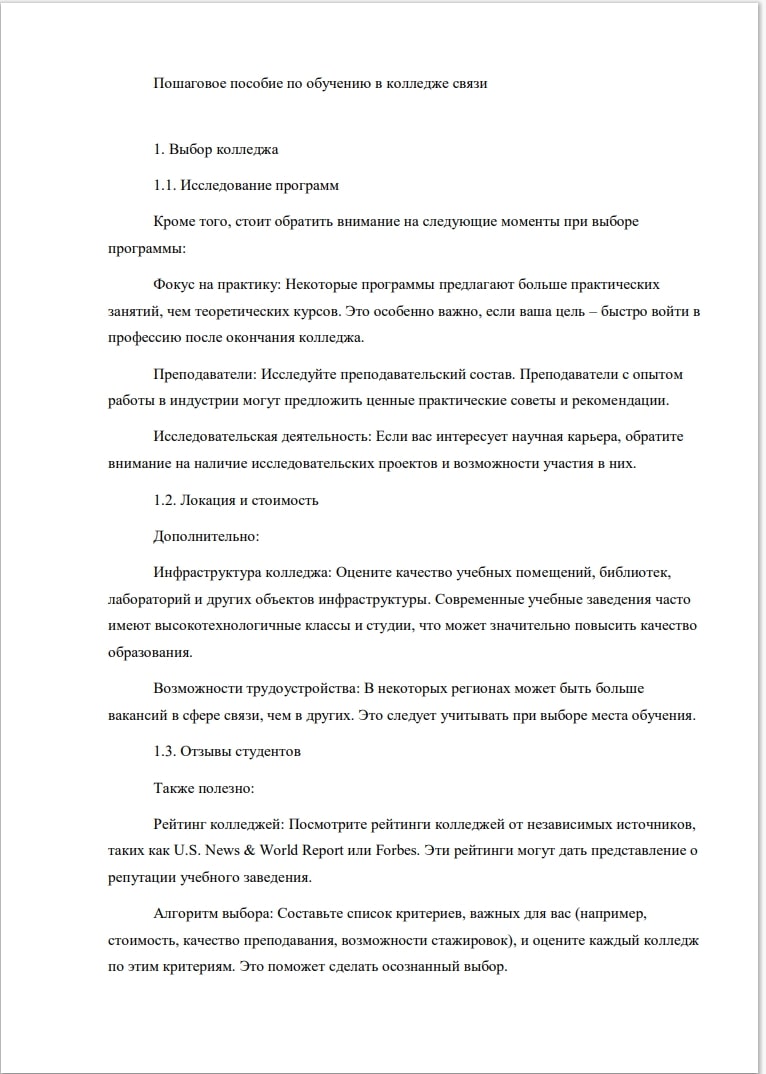 Пошаговое пособие по обучению в колледже связи
1. Выбор колледжа
1.1. Исследование программ
Кроме того, стоит обратить внимание на следующие моменты при выборе
программы:
Фокус на практику: Некоторые программы предлагают больше практических
занятий, чем теоретических курсов. Это особенно важно, если ваша цель – быстро войти в
профессию после окончания колледжа.
Преподаватели: Исследуйте преподавательский состав. Преподаватели с опытом
работы в индустрии могут предложить ценные практические советы и рекомендации.
Исследовательская деятельность: Если вас интересует научная карьера, обратите
внимание на наличие исследовательских проектов и возможности участия в них.
1.2. Локация и стоимость
Дополнительно:
Инфраструктура колледжа: Оцените качество учебных помещений, библиотек,
лабораторий и других объектов инфраструктуры. Современные учебные заведения часто
имеют высокотехнологичные классы и студии, что может значительно повысить качество
образования.
Возможности трудоустройства: В некоторых регионах может быть больше
вакансий в сфере связи, чем в других. Это следует учитывать при выборе места обучения.
1.3. Отзывы студентов
Также полезно:
Рейтинг колледжей: Посмотрите рейтинги колледжей от независимых источников,
таких как U.S. News & World Report или Forbes. Эти рейтинги могут дать представление о
репутации учебного заведения.
Алгоритм выбора: Составьте список критериев, важных для вас (например,
стоимость, качество преподавания, возможности стажировок), и оцените каждый колледж
по этим критериям. Это поможет сделать осознанный выбор.